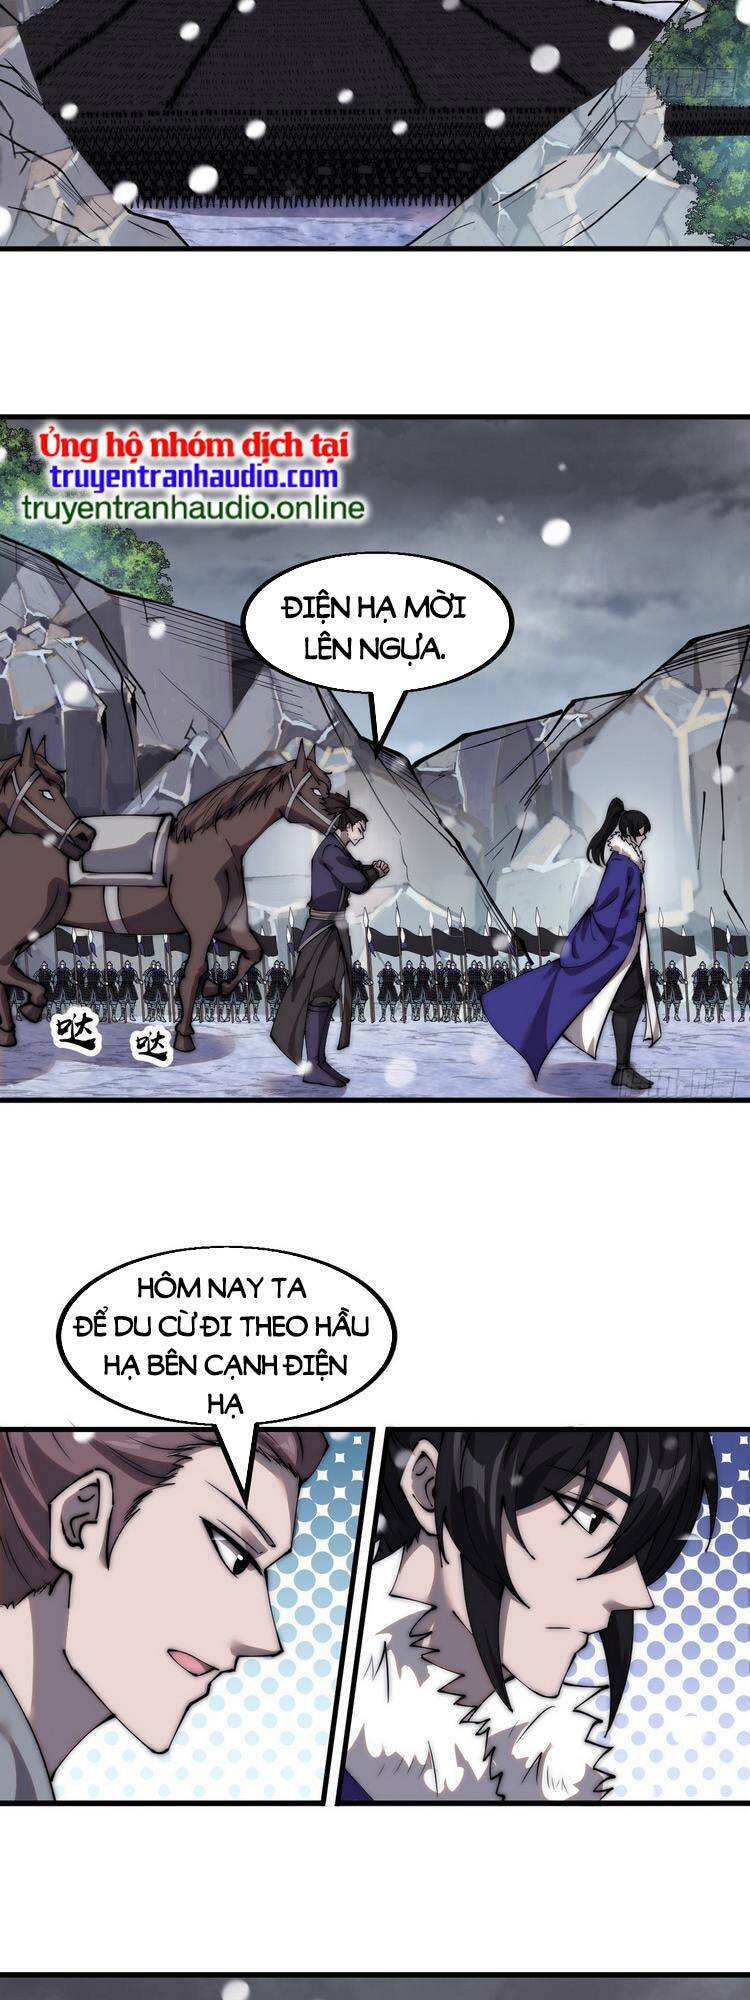 Ủng hộ nhóm dịch tại
truyentranhaudio.com
truyentranhaudio.online
ĐIỆN HẠ MỜI
LÊN NGỰA.
哒
哒
HÔM NAY TA
ĐỂ DU CỪ ĐI THEO HẦU
HẠ BÊN CẠNH ĐIỆN
HẠ